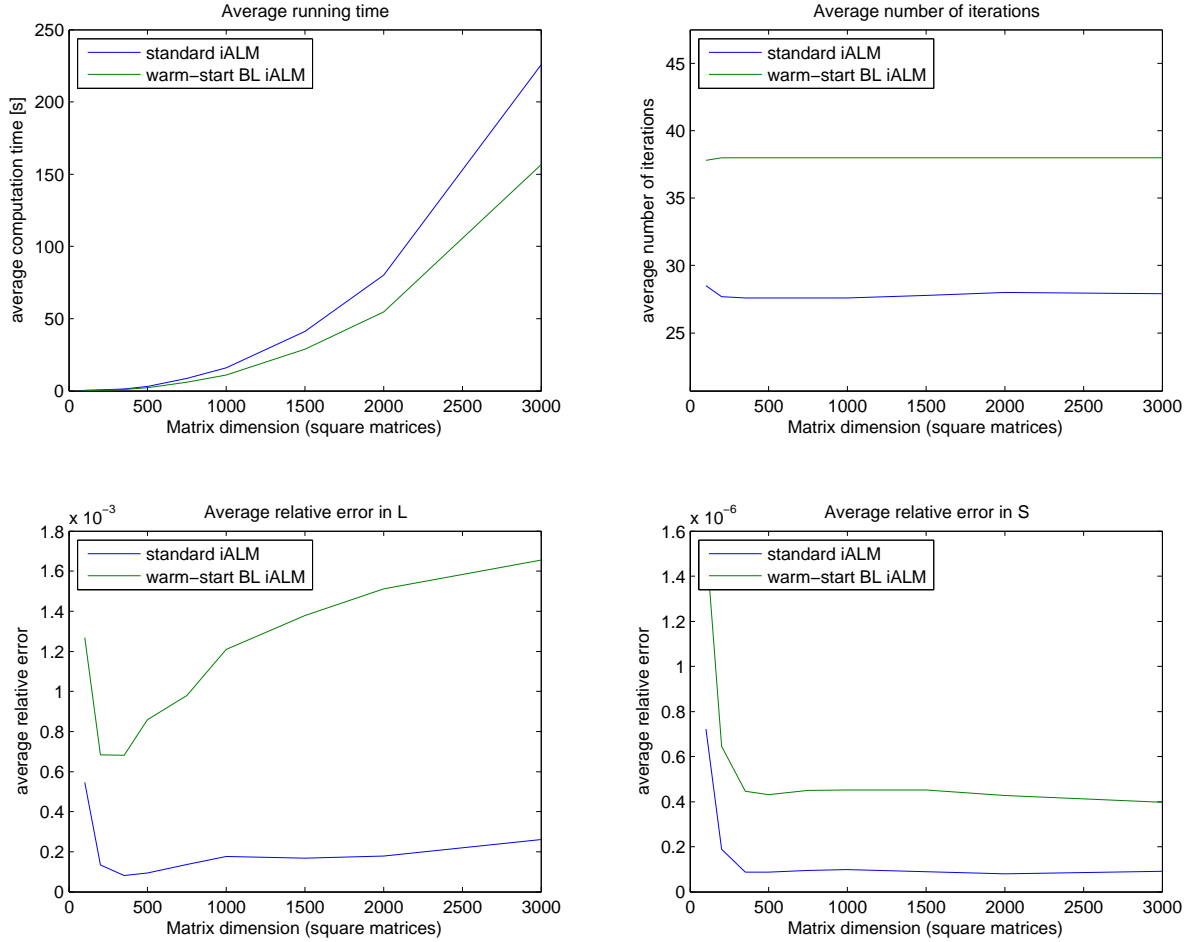 Average running time
250
200
150
100
50
0
average computation time [s]
standard iALM
warm−start BL iALM
0 500 1000 1500 2000 2500 3000
Matrix dimension (square matrices)
Average number of iterations
45
40
35
30
25
average number of iterations
standard iALM
warm−start BL iALM
0 500 1000 1500 2000 2500 3000
Matrix dimension (square matrices)
x 10−3
Average relative error in L
1.8
1.6
1.4
1.2
1
0.8
0.6
0.4
0.2
0
average relative error
standard iALM
warm−start BL iALM
0 500 1000 1500 2000 2500 3000
Matrix dimension (square matrices)
x 10−6
Average relative error in S
1.6
1.4
1.2
1
0.8
0.6
0.4
0.2
0
average relative error
standard iALM
warm−start BL iALM
0 500 1000 1500 2000 2500 3000
Matrix dimension (square matrices)